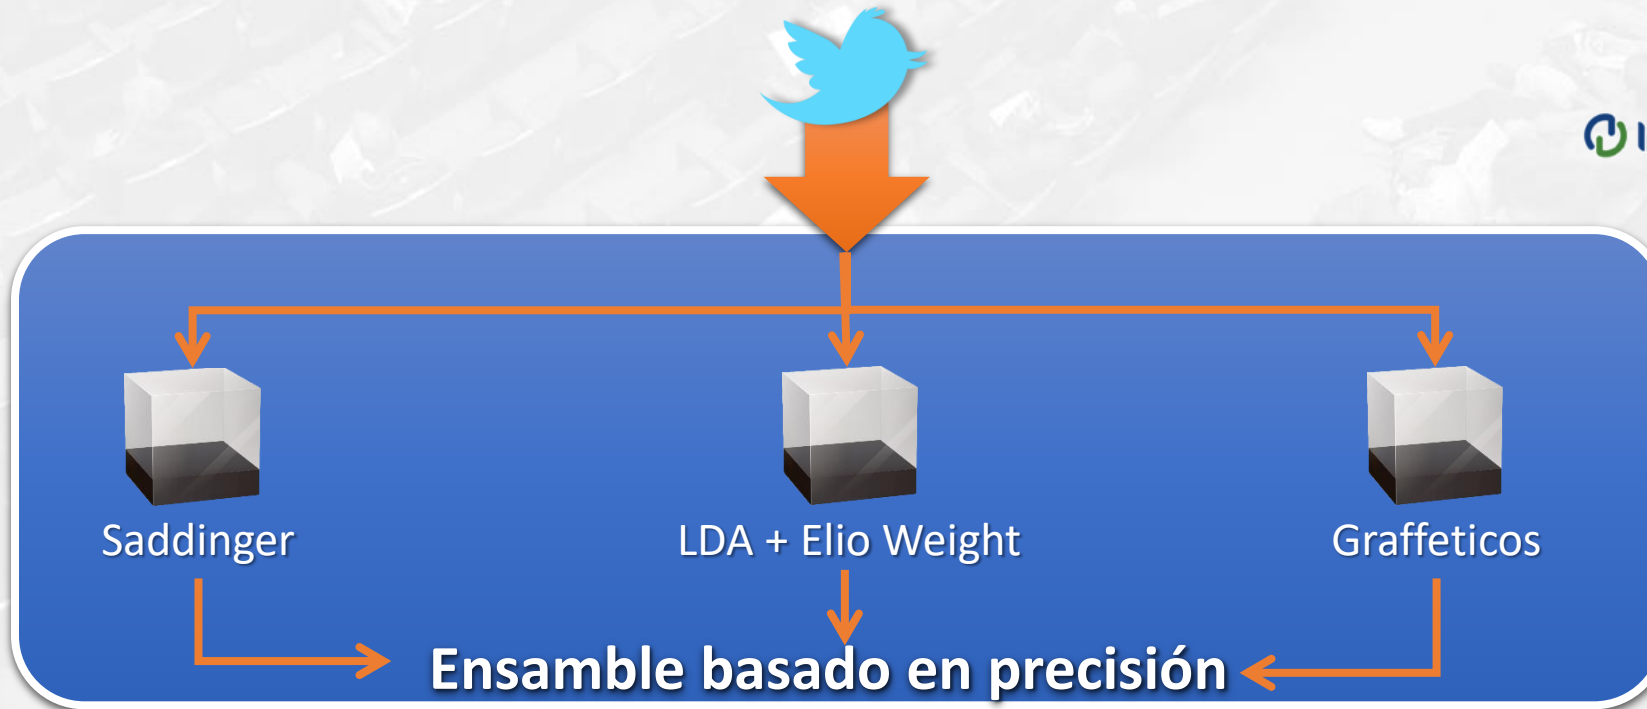 Saddinger
LDA + Elio Weight
Graffeticos
Ensamble basado en precisión